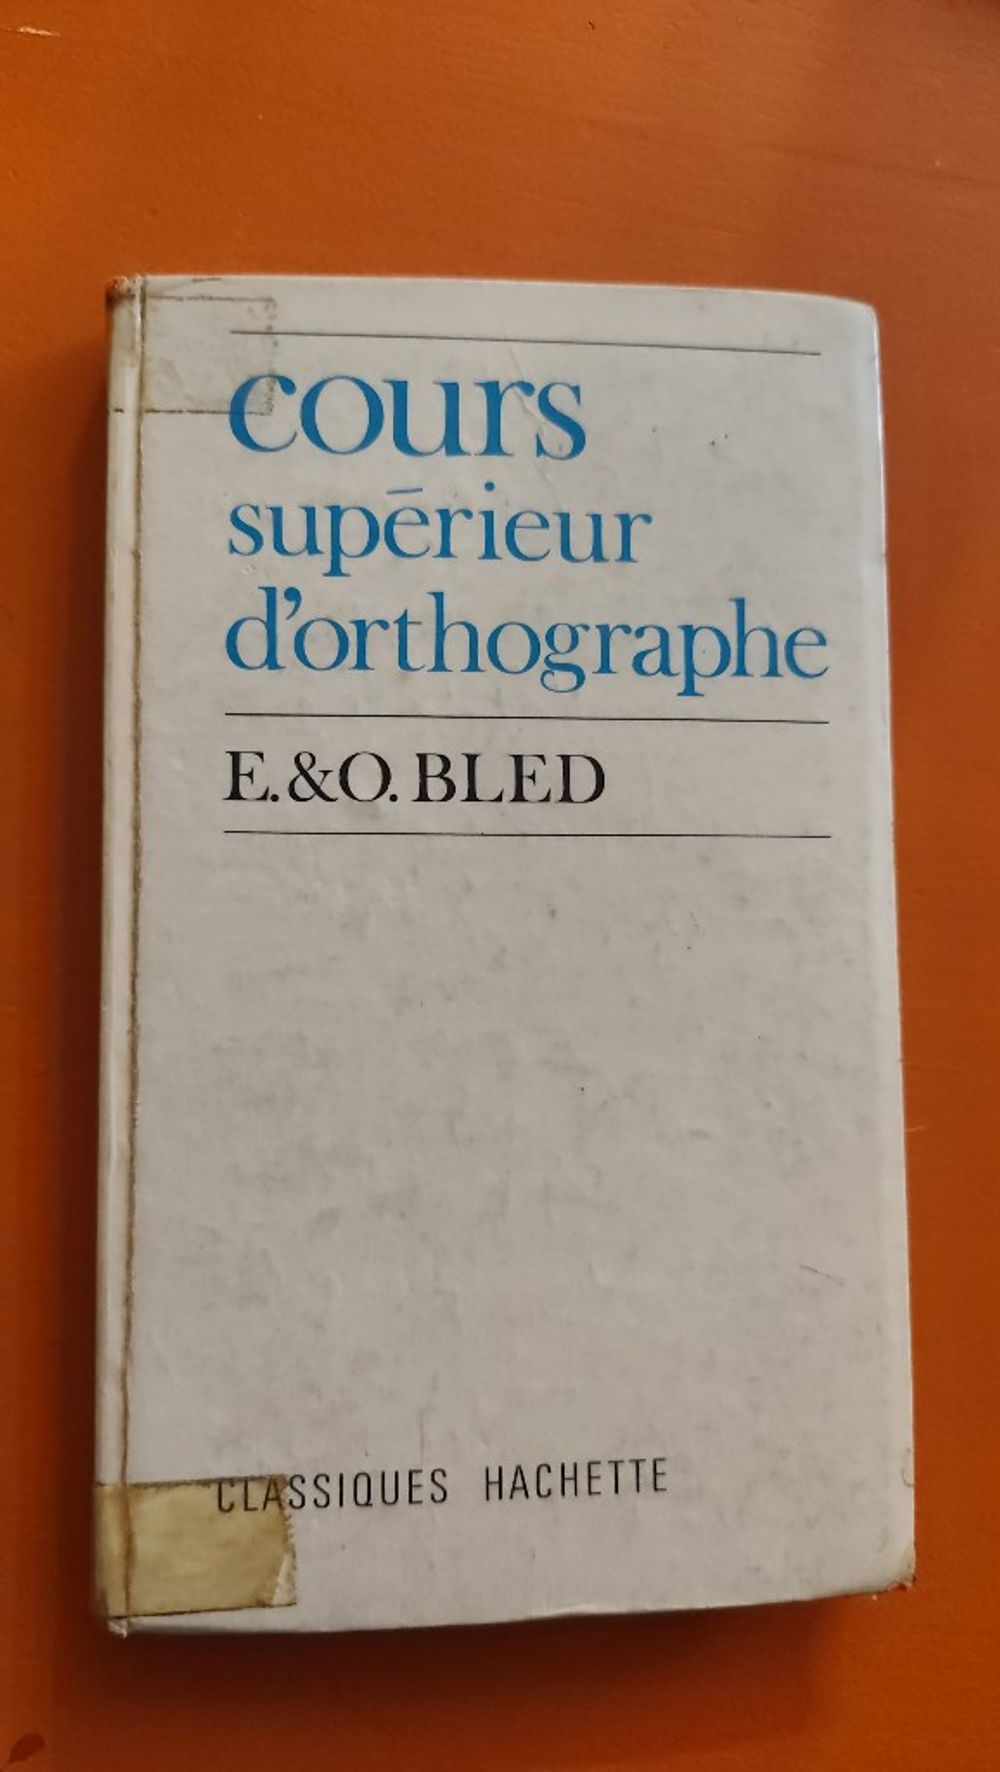 cours
supérieur
d'orthographe
E. & O. BLED
CLASSIQUES HACHETTE